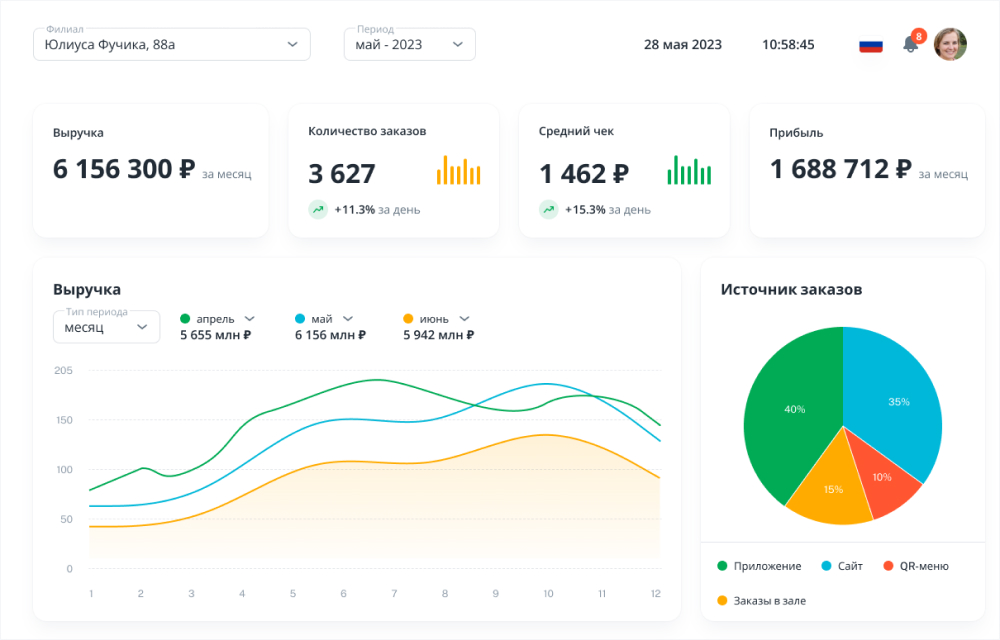 Филиал
Юлиуса Фучика, 88а
Период
май - 2023
28 мая 2023
10:58:45
8
Выручка
6 156 300 ₽ за месяц
Количество заказов
3 627
+11.3% за день
Средний чек
1 462 ₽
+15.3% за день
Прибыль
1 688 712 ₽ за месяц
Выручка
Тип периода
месяц
апрель
5 655 млн ₽
май
6 156 млн ₽
июнь
5 942 млн ₽
205
150
100
50
0
1 2 3 4 5 6 7 8 9 10 11 12
Источник заказов
40%
35%
15%
10%
Приложение
Сайт
QR-меню
Заказы в зале